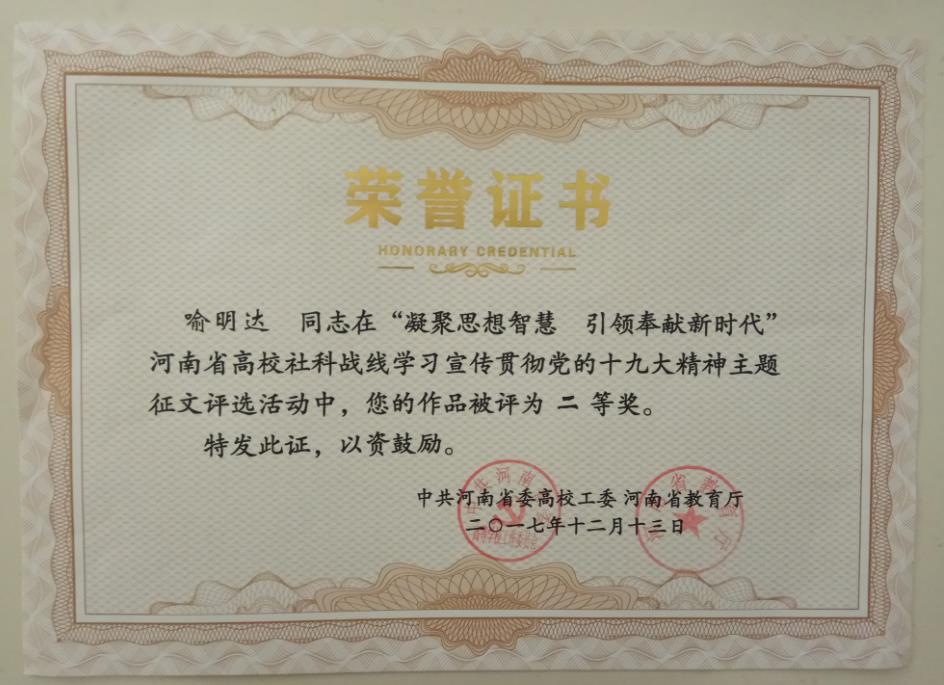 荣誉证书
HONORARY CREDENTIAL
喻明达 同志在“凝聚思想智慧 引领奉献新时代”
河南省高校社科战线学习宣传贯彻党的十九大精神主题
征文评选活动中，您的作品被评为 二 等奖。
特发此证，以资鼓励。
中共河南省委高校工委 河南省教育厅
二〇一七年十二月十三日